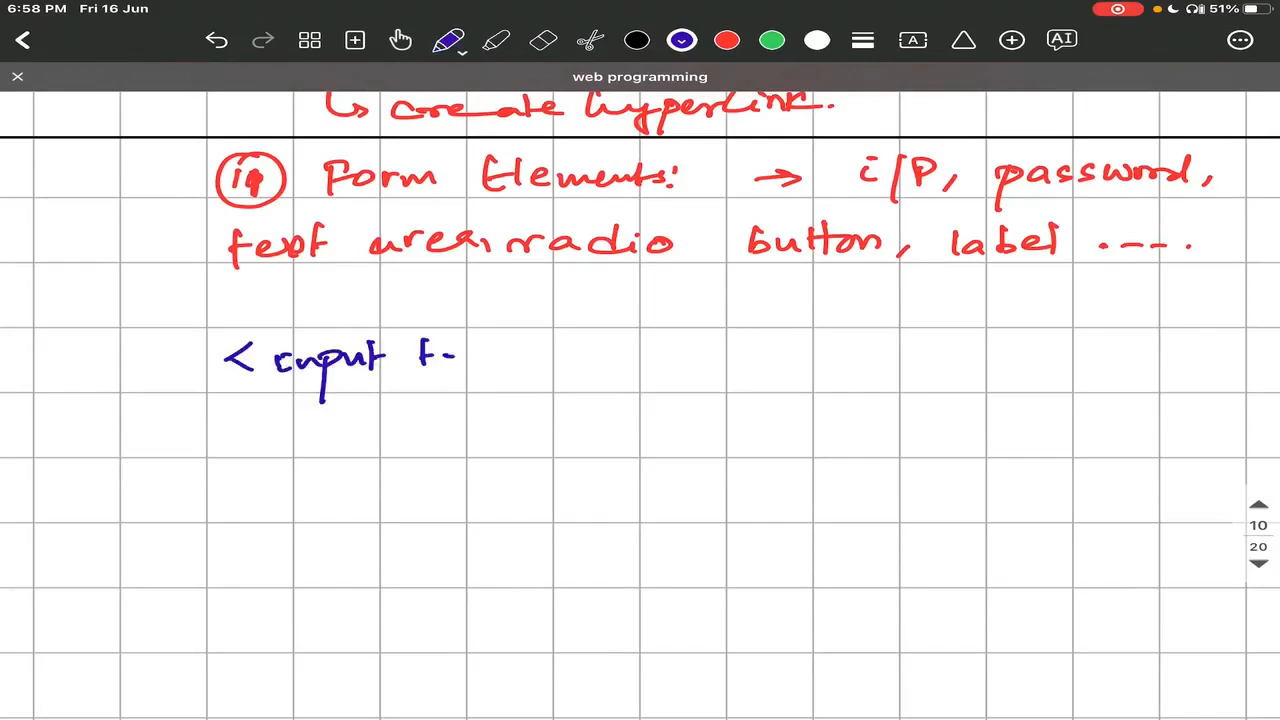 6:58 PM Fri 16 Jun
51%
A
AI
web programming
↳ create hyperlink.
Form Elements: → i/P, password,
text area, radio button, label ----.
< input t-
10
20